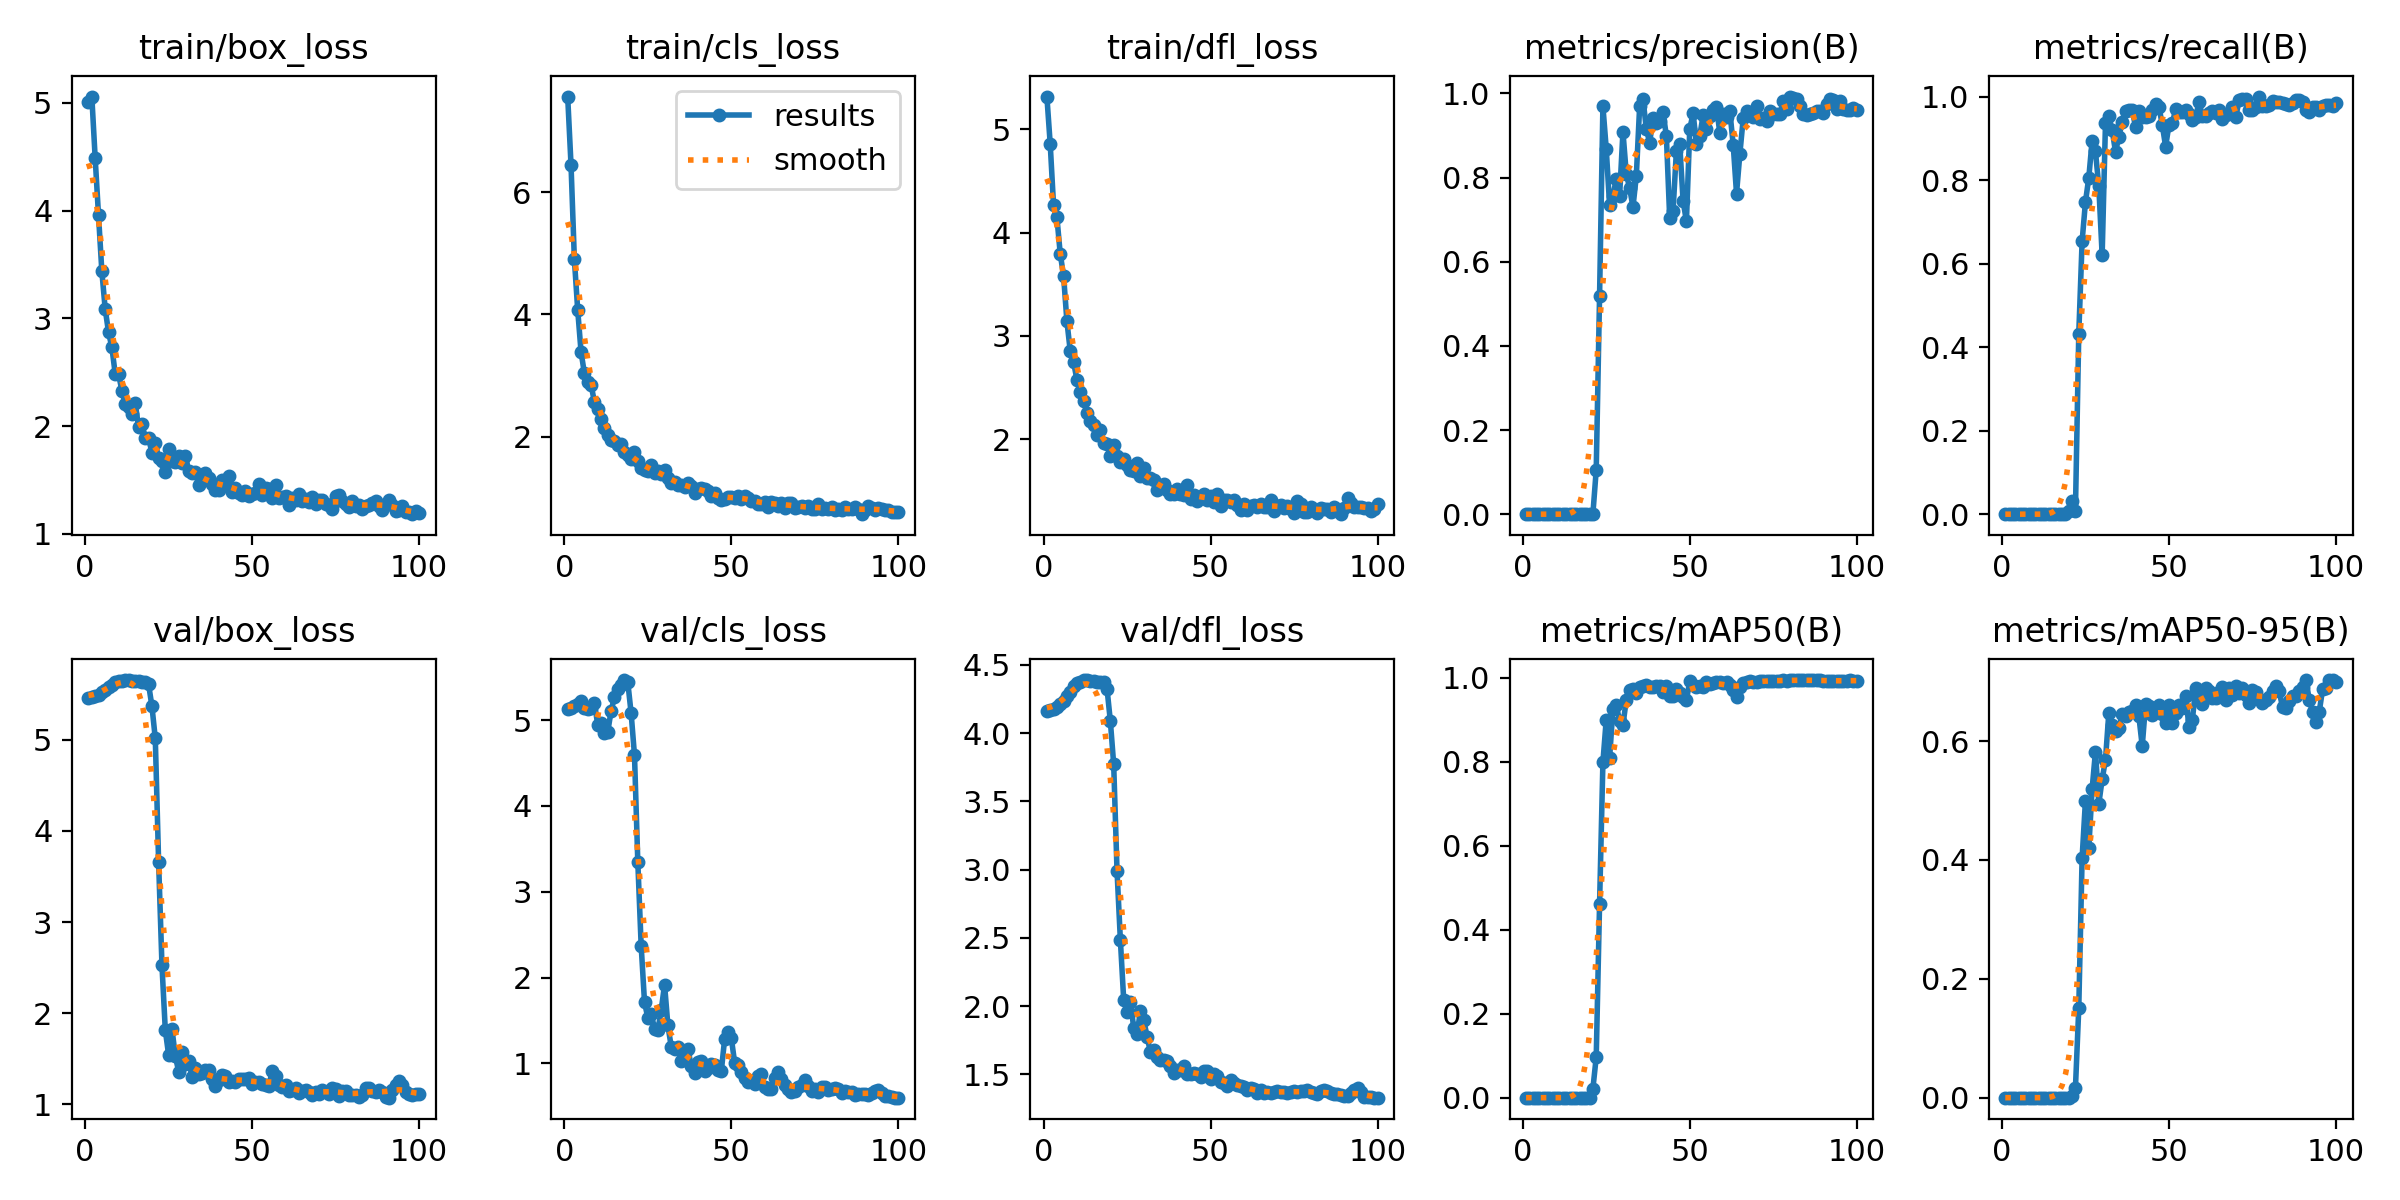 train/box_loss
5
4
3
2
1
0 50 100
train/cls_loss
results
smooth
6
4
2
0 50 100
train/dfl_loss
5
4
3
2
0 50 100
metrics/precision(B)
1.0
0.8
0.6
0.4
0.2
0.0
0 50 100
metrics/recall(B)
1.0
0.8
0.6
0.4
0.2
0.0
0 50 100
val/box_loss
5
4
3
2
1
0 50 100
val/cls_loss
5
4
3
2
1
0 50 100
val/dfl_loss
4.5
4.0
3.5
3.0
2.5
2.0
1.5
0 50 100
metrics/mAP50(B)
1.0
0.8
0.6
0.4
0.2
0.0
0 50 100
metrics/mAP50-95(B)
0.6
0.4
0.2
0.0
0 50 100